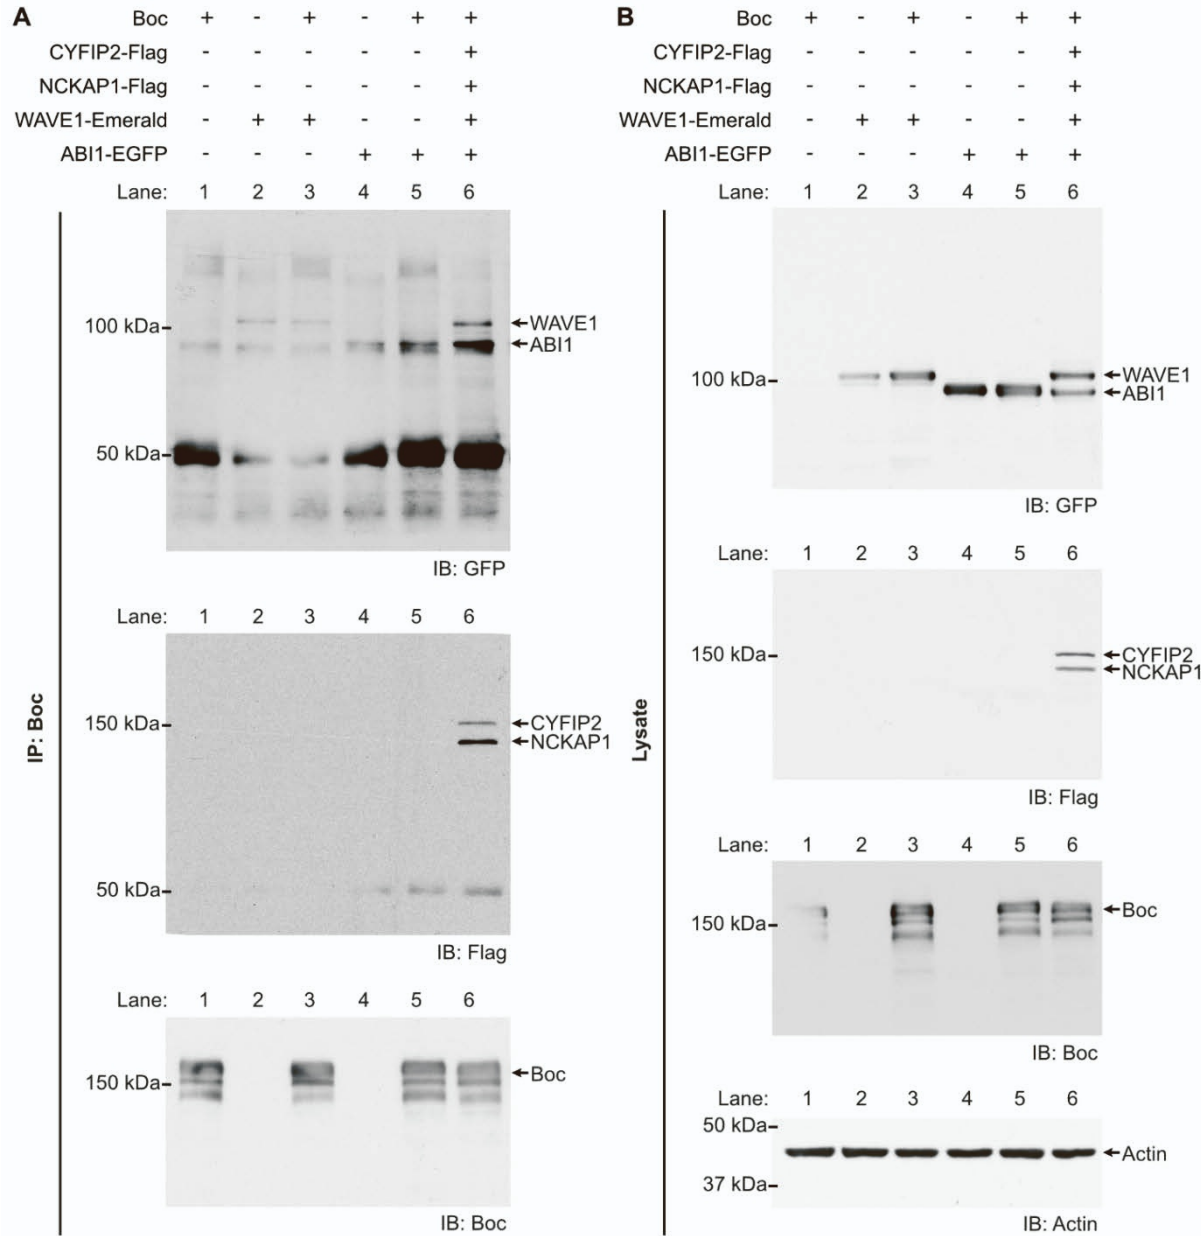 A
Boc + - + - + +
CYFIP2-Flag - - - - - +
NCKAP1-Flag - - - - - +
WAVE1-Emerald - + + - - +
ABI1-EGFP - - - + + +
Lane: 1 2 3 4 5 6
100 kDa
WAVE1
ABI1
50 kDa
IB: GFP
Lane: 1 2 3 4 5 6
150 kDa
CYFIP2
NCKAP1
50 kDa
IB: Flag
Lane: 1 2 3 4 5 6
150 kDa
Boc
IB: Boc
IP: Boc
B
Boc + - + - + +
CYFIP2-Flag - - - - - +
NCKAP1-Flag - - - - - +
WAVE1-Emerald - + + - - +
ABI1-EGFP - - - + + +
Lane: 1 2 3 4 5 6
100 kDa
WAVE1
ABI1
IB: GFP
Lane: 1 2 3 4 5 6
150 kDa
CYFIP2
NCKAP1
IB: Flag
Lane: 1 2 3 4 5 6
150 kDa
Boc
IB: Boc
Lane: 1 2 3 4 5 6
50 kDa
Actin
37 kDa
IB: Actin
Lysate